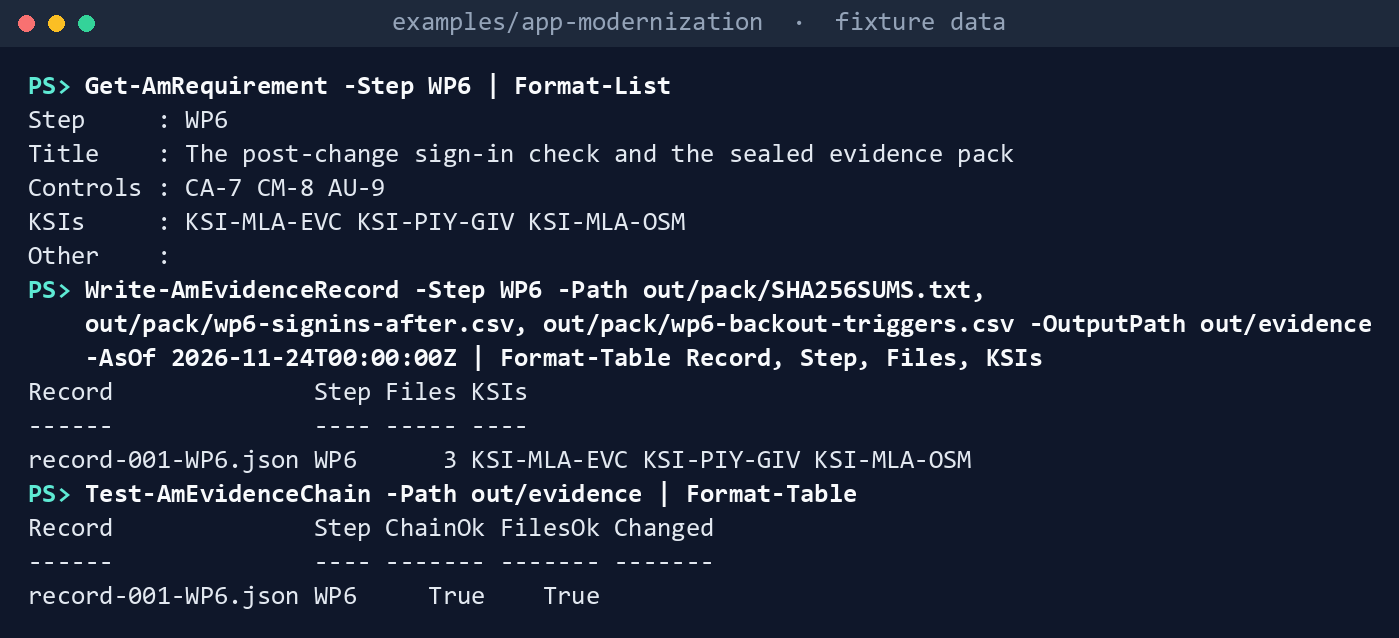 examples/app-modernization · fixture data
PS> Get-AmRequirement -Step WP6 | Format-List
Step     : WP6
Title    : The post-change sign-in check and the sealed evidence pack
Controls : CA-7 CM-8 AU-9
KSIs     : KSI-MLA-EVC KSI-PIY-GIV KSI-MLA-OSM
Other    :
PS> Write-AmEvidenceRecord -Step WP6 -Path out/pack/SHA256SUMS.txt,
    out/pack/wp6-signins-after.csv, out/pack/wp6-backout-triggers.csv -OutputPath out/evidence
    -AsOf 2026-11-24T00:00:00Z | Format-Table Record, Step, Files, KSIs
Record              Step Files KSIs
------              ---- ----- ----
record-001-WP6.json WP6      3 KSI-MLA-EVC KSI-PIY-GIV KSI-MLA-OSM
PS> Test-AmEvidenceChain -Path out/evidence | Format-Table
Record              Step ChainOk FilesOk Changed
------              ---- ------- ------- -------
record-001-WP6.json WP6     True    True